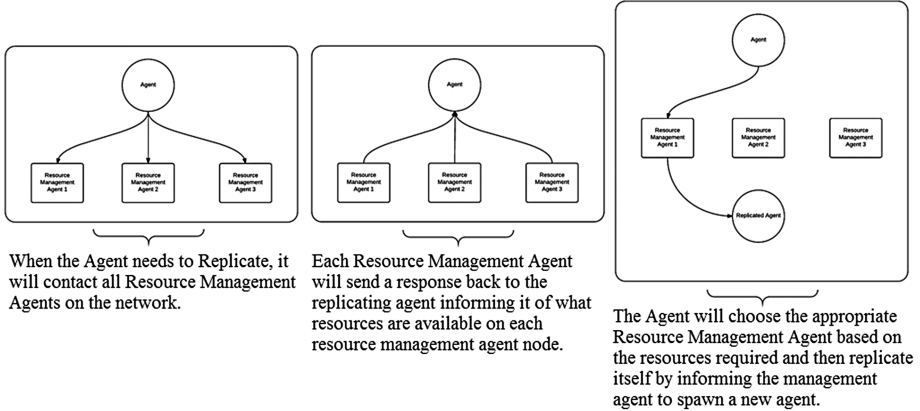 Agent
Resource
Management
Agent 1
Resource
Management
Agent 2
Resource
Management
Agent 3
When the Agent needs to Replicate, it
will contact all Resource Management
Agents on the network.
Agent
Resource
Management
Agent 1
Resource
Management
Agent 2
Resource
Management
Agent 3
Each Resource Management Agent
will send a response back to the
replicating agent informing it of what
resources are available on each
resource management agent node.
Agent
Resource
Management
Agent 1
Resource
Management
Agent 2
Resource
Management
Agent 3
Replicated Agent
The Agent will choose the appropriate
Resource Management Agent based on
the resources required and then replicate
itself by informing the management
agent to spawn a new agent.